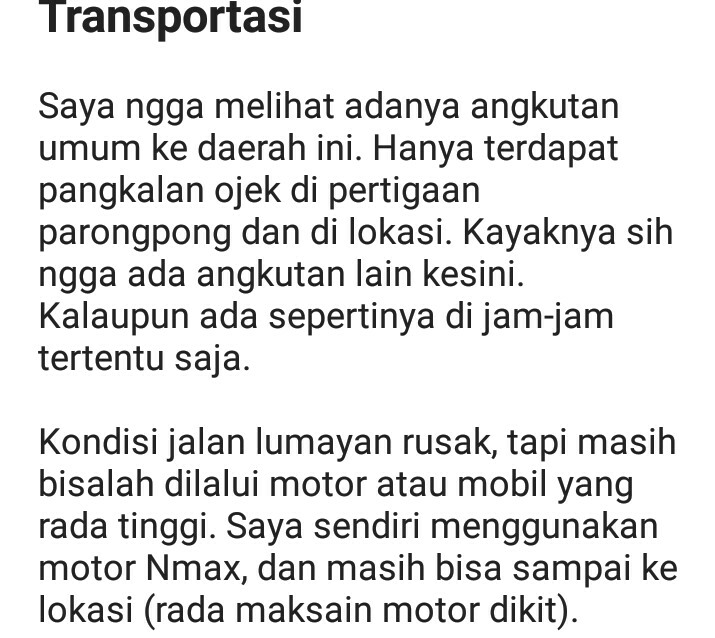 Transportasi
Saya ngga melihat adanya angkutan
umum ke daerah ini. Hanya terdapat
pangkalan ojek di pertigaan
parongpong dan di lokasi. Kayaknya sih
ngga ada angkutan lain kesini.
Kalaupun ada sepertinya di jam-jam
tertentu saja.
Kondisi jalan lumayan rusak, tapi masih
bisalah dilalui motor atau mobil yang
rada tinggi. Saya sendiri menggunakan
motor Nmax, dan masih bisa sampai ke
lokasi (rada maksain motor dikit).